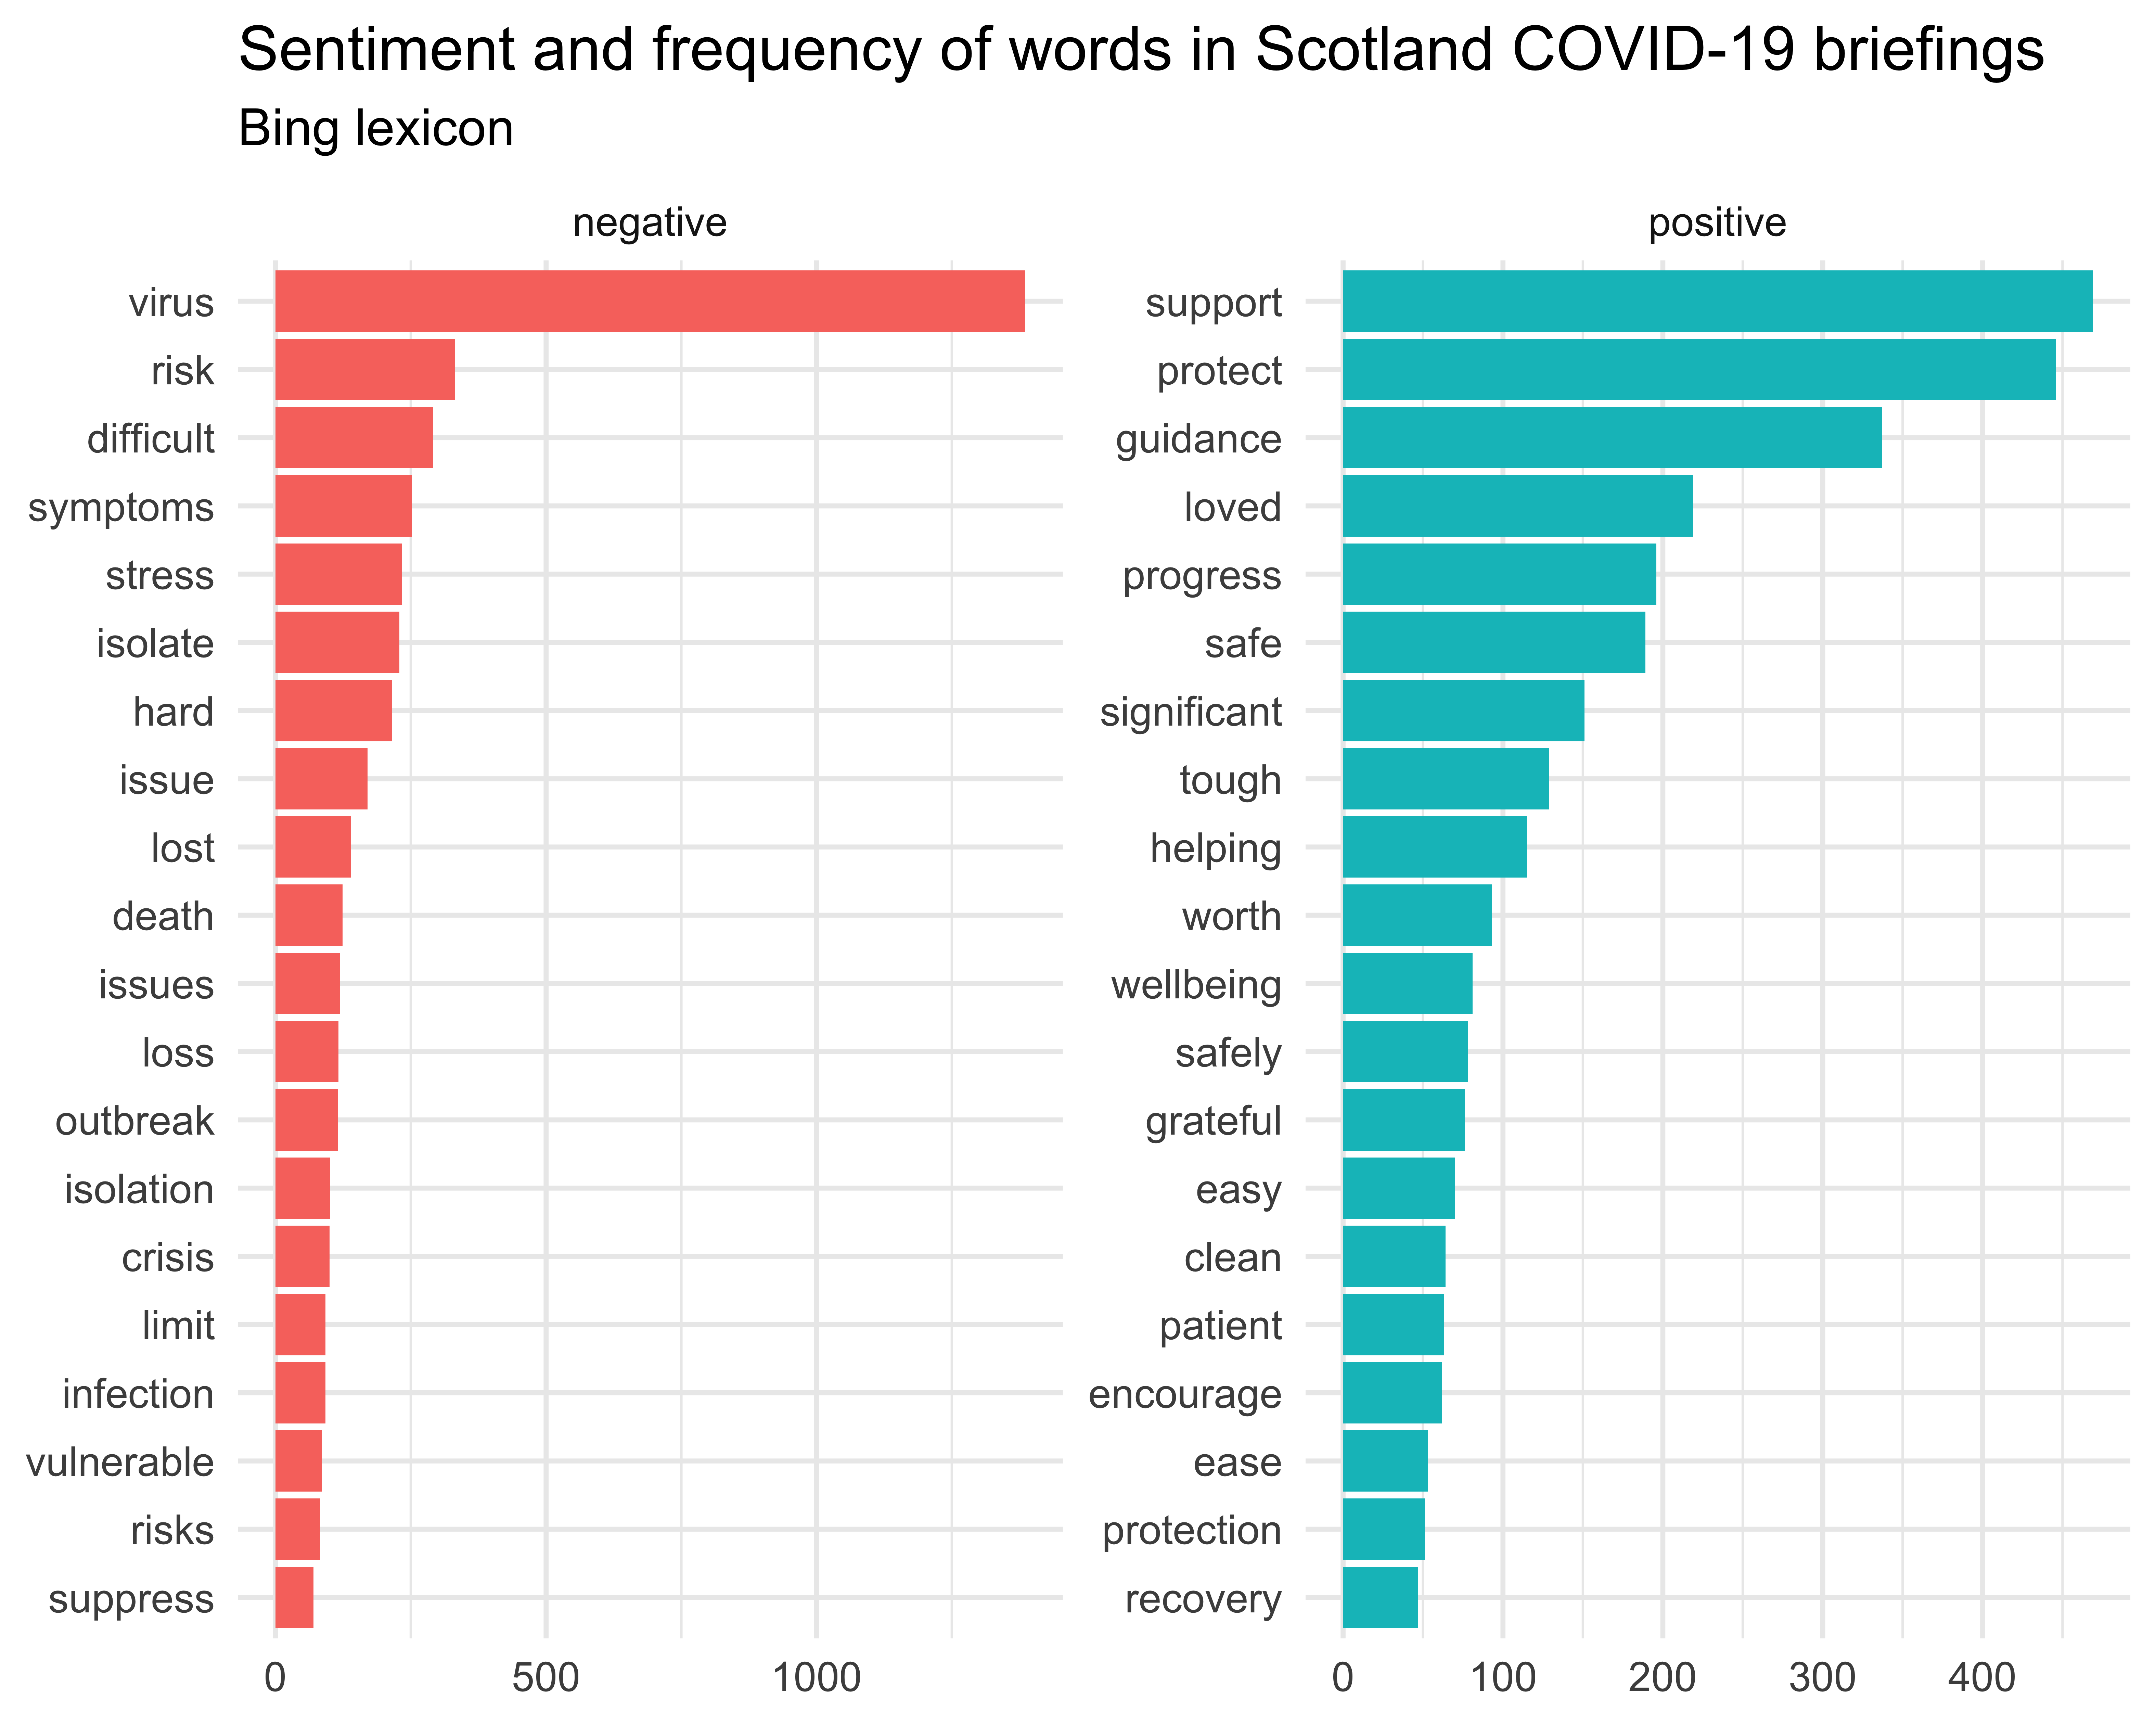 Sentiment and frequency of words in Scotland COVID-19 briefings
Bing lexicon
negative
virus
risk
difficult
symptoms
stress
isolate
hard
issue
lost
death
issues
loss
outbreak
isolation
crisis
limit
infection
vulnerable
risks
suppress
0 500 1000
positive
support
protect
guidance
loved
progress
safe
significant
tough
helping
worth
wellbeing
safely
grateful
easy
clean
patient
encourage
ease
protection
recovery
0 100 200 300 400